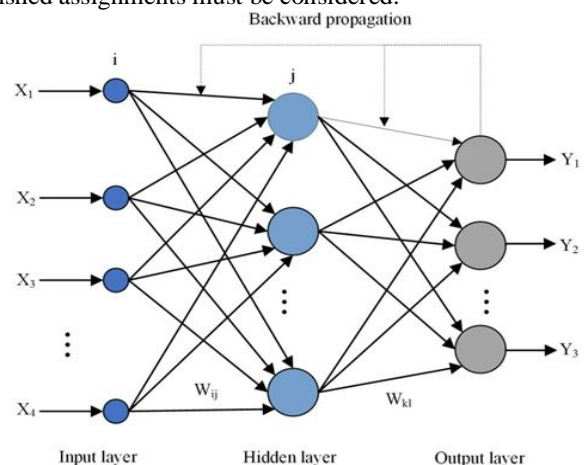 ished assignments must be considered.
Backward propagation
i
j
X1
X2
X3
X4
Wij
Wkl
Y1
Y2
Y3
Input layer
Hidden layer
Output layer